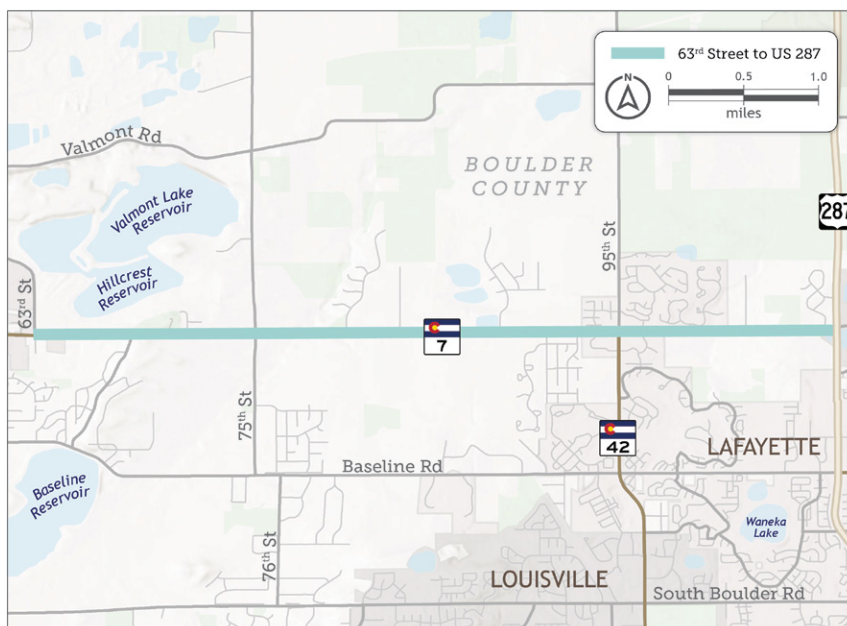 63rd Street to US 287
N
0 0.5 1.0
miles
Valmont Rd
BOULDER
COUNTY
Valmont Lake
Reservoir
287
95th St
Hillcrest
Reservoir
63rd St
7
75th St
42
LAFAYETTE
Baseline Rd
Baseline
Reservoir
Waneka
Lake
76th St
LOUISVILLE
South Boulder Rd